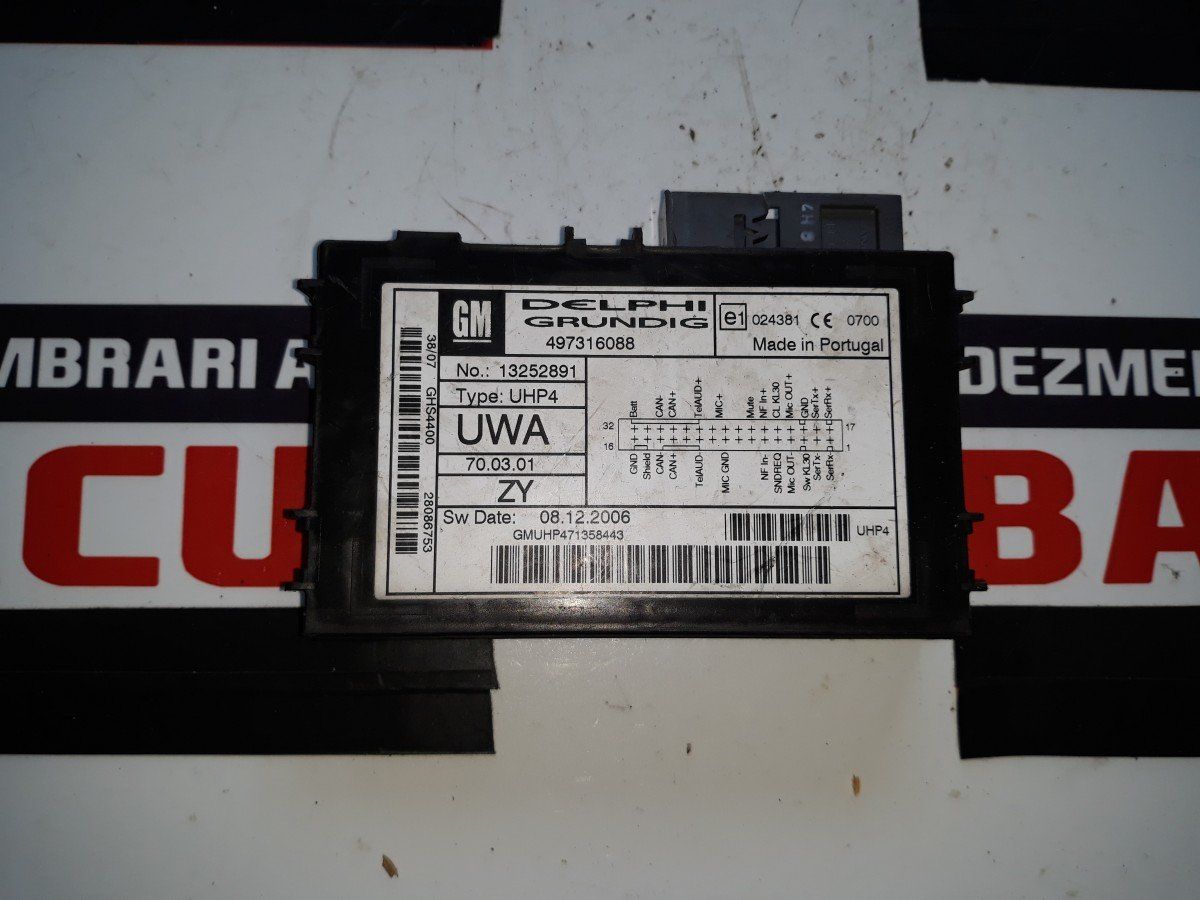 8 H7
GM
DELPHI
GRUNDIG
497316088
e1 024381 CE 0700
Made in Portugal
38/07 GHS4400 28086753
No.: 13252891
Type: UHP4
UWA
70.03.01
ZY
Batt CAN- CAN+ TelAUD+ MIC+ Mute NF In+ CL KL30 Mic OUT+ GND SerTx+ SerRx+
32 17
16 1
GND Shield CAN- CAN+ TelAUD- MIC GND NF In- SNDREQ Mic OUT- Sw KL30 SerTx- SerRx-
Sw Date: 08.12.2006
GMUHP471358443
UHP4
MBRARI A
DEZME
CU
BA